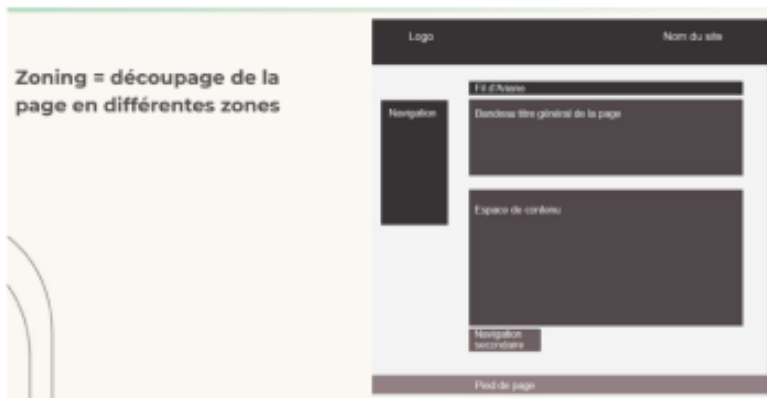 Zoning = découpage de la
page en différentes zones
Logo
Nom du site
Fil d'Ariane
Navigation
Bandeau titre général de la page
Espace de contenu
Navigation
secondaire
Pied de page